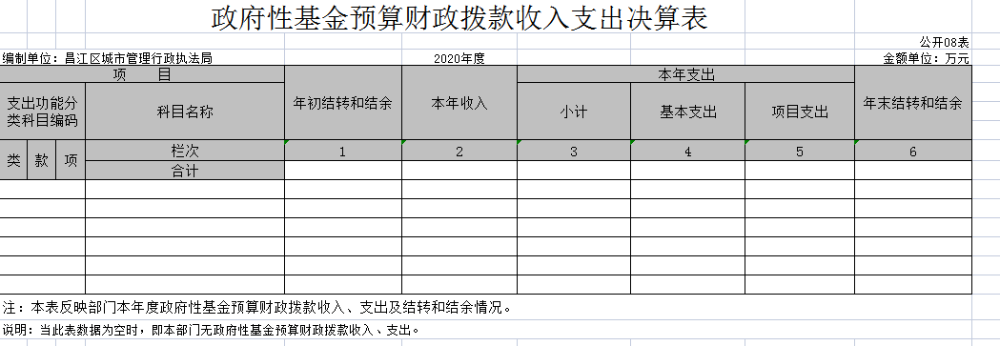 政府性基金预算财政拨款收入支出决算表
公开08表
编制单位：昌江区城市管理行政执法局 2020年度 金额单位：万元
项 目 年初结转和结余 本年收入 本年支出 年末结转和结余
支出功能分类科目编码 科目名称 小计 基本支出 项目支出
类 款 项 栏次 1 2 3 4 5 6
合计
注：本表反映部门本年度政府性基金预算财政拨款收入、支出及结转和结余情况。
说明：当此表数据为空时，即本部门无政府性基金预算财政拨款收入、支出。